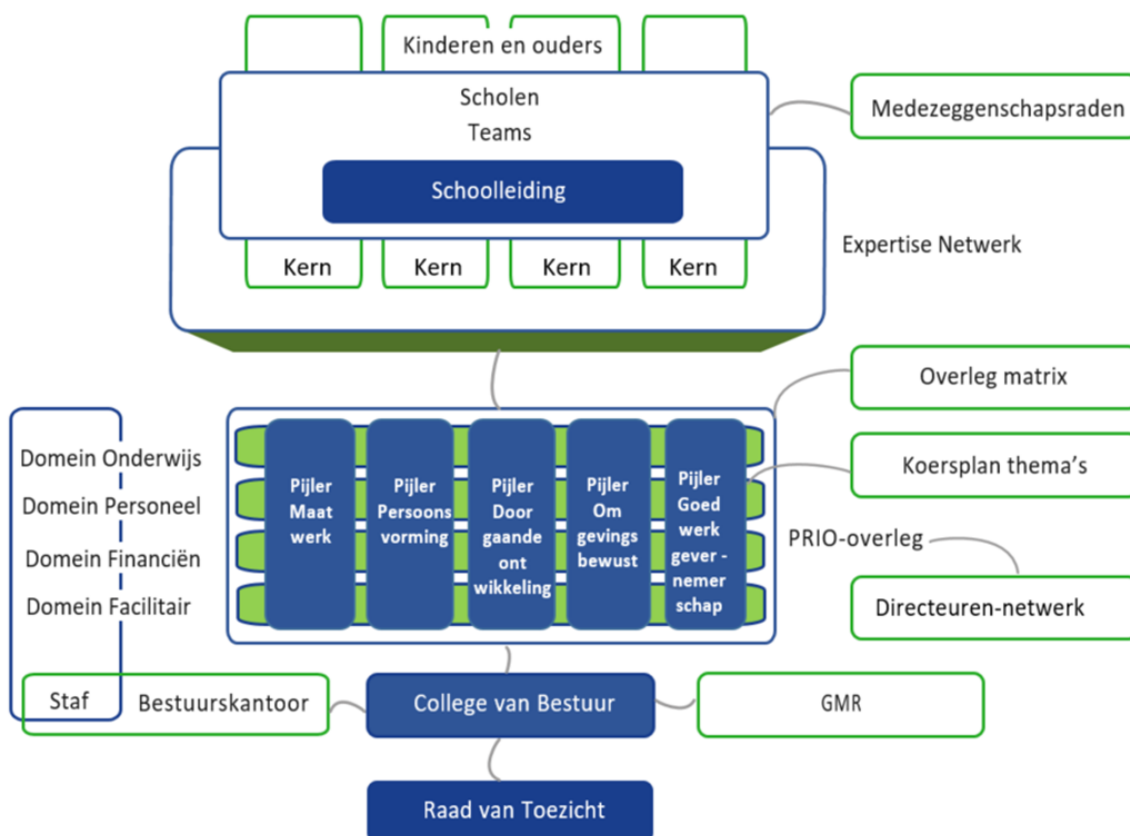 Kinderen en ouders
Scholen
Teams
Schoolleiding
Medezeggenschapsraden
Expertise Netwerk
Kern
Kern
Kern
Kern
Overleg matrix
Koersplan thema's
PRIO-overleg
Directeuren-netwerk
Domein Onderwijs
Domein Personeel
Domein Financiën
Domein Facilitair
Pijler
Maat
werk
Pijler
Persoons
vorming
Pijler
Door
gaande
ont
wikkeling
Pijler
Om
gevings
bewust
Pijler
Goed
werk
gever -
nemer
schap
Staf
Bestuurskantoor
College van Bestuur
GMR
Raad van Toezicht